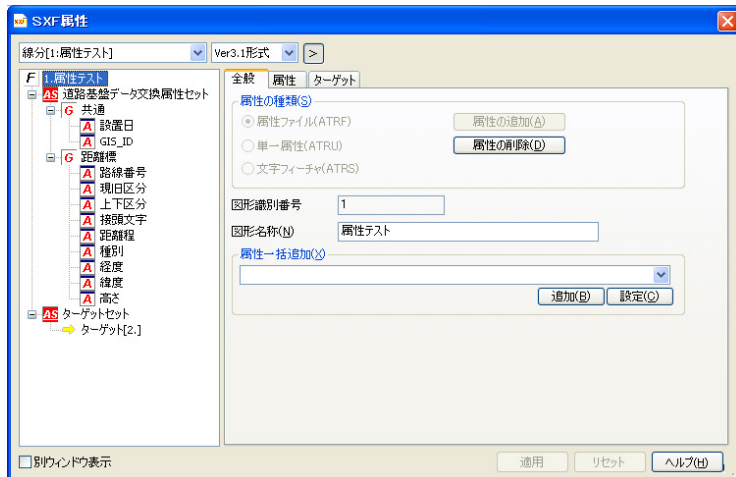 SXF属性
線分[1:属性テスト]
Ver3.1形式
>
F 1.属性テスト
AS 道路基盤データ交換属性セット
G 共通
A 設置日
A GIS_ID
G 距離標
A 路線番号
A 現旧区分
A 上下区分
A 接頭文字
A 距離程
A 種別
A 経度
A 緯度
A 高さ
AS ターゲットセット
ターゲット[2.]
全般
属性
ターゲット
属性の種類(S)
属性ファイル(ATRF)
属性の追加(A)
単一属性(ATRU)
属性の削除(D)
文字フィーチャ(ATRS)
図形識別番号
1
図形名称(N)
属性テスト
属性一括追加(X)
追加(B)
設定(C)
別ウィンドウ表示
適用
リセット
ヘルプ(H)